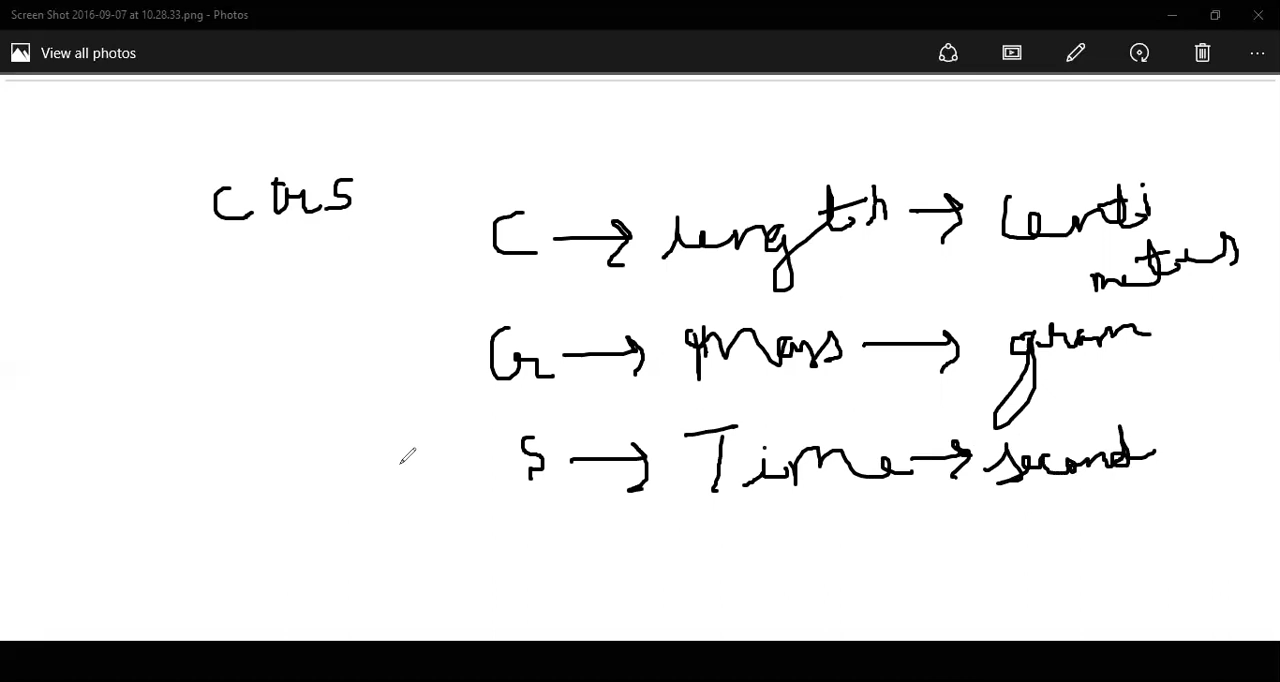 Screen Shot 2016-09-07 at 10.28.33.png - Photos
View all photos
CGS
C → length → Centi
meters
G → Mass → gram
S → Time → second